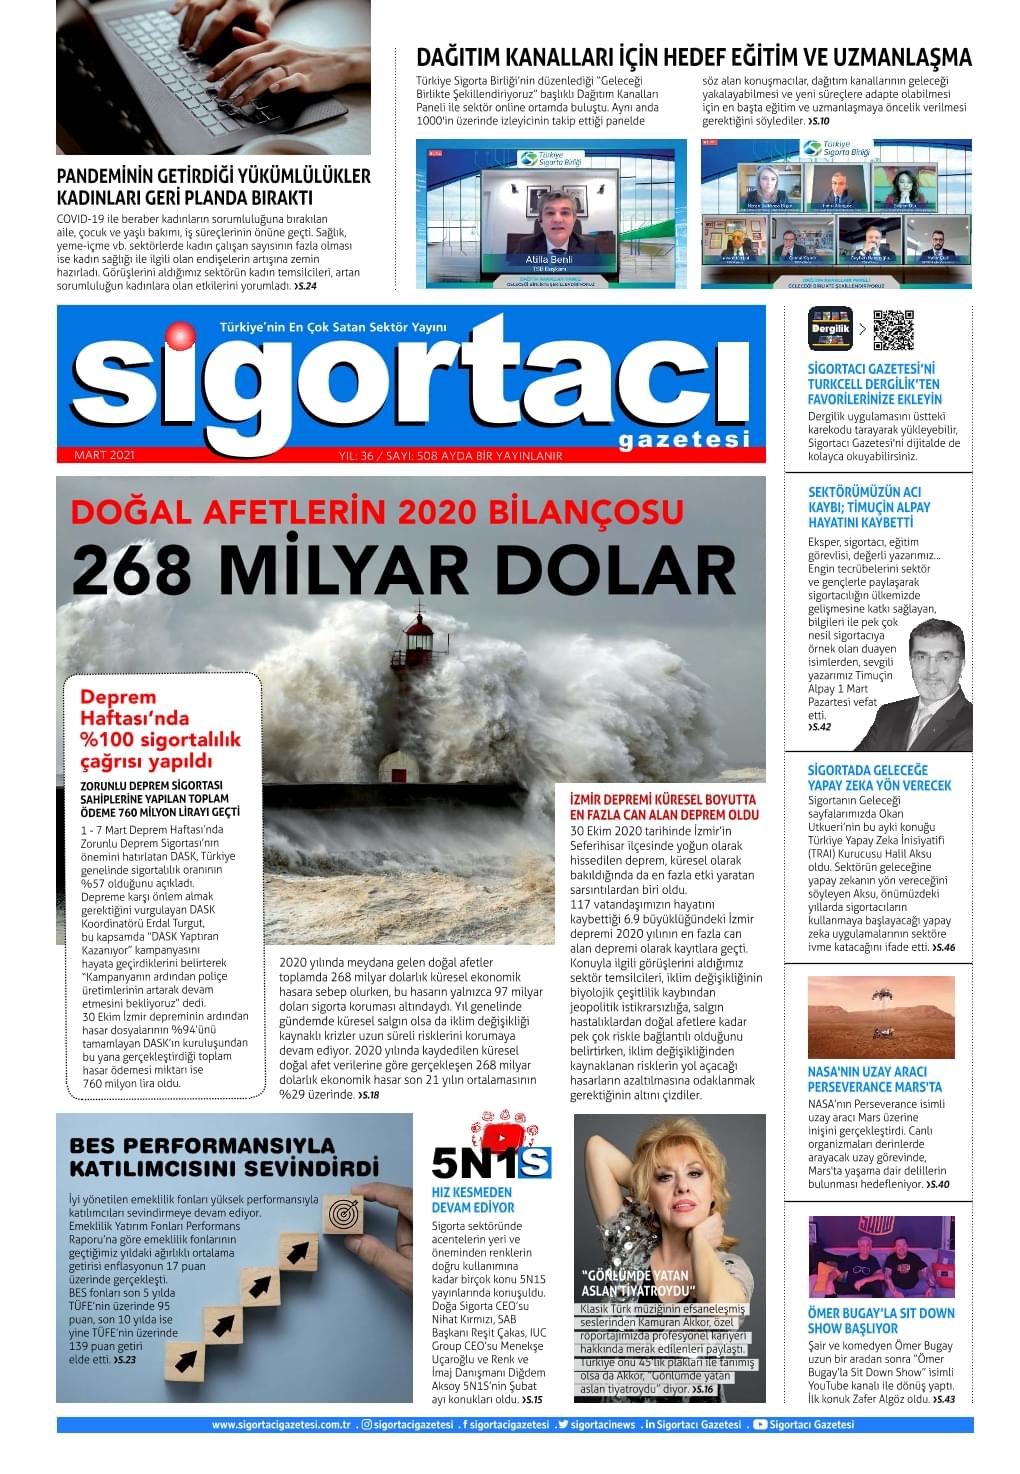 DAĞITIM KANALLARI İÇİN HEDEF EĞİTİM VE UZMANLAŞMA
Türkiye Sigorta Birliği'nin düzenlediği "Geleceği
Birlikte Şekillendiriyoruz" başlıklı Dağıtım Kanalları
Paneli ile sektör online ortamda buluştu. Aynı anda
1000'in üzerinde izleyicinin takip ettiği panelde
söz alan konuşmacılar, dağıtım kanallarının geleceği
yakalayabilmesi ve yeni süreçlere adapte olabilmesi
için en başta eğitim ve uzmanlaşmaya öncelik verilmesi
gerektiğini söylediler. >S.10
Türkiye
Sigorta Birliği
Atilla Benli
TSB Başkanı
DAĞITIM KANALLARI PANELİ
GELECEĞİ BİRLİKTE ŞEKİLLENDİRİYORUZ
Türkiye
Sigorta Birliği
DAĞITIM KANALLARI PANELİ
GELECEĞİ BİRLİKTE ŞEKİLLENDİRİYORUZ
PANDEMİNİN GETİRDİĞİ YÜKÜMLÜLÜKLER
KADINLARI GERİ PLANDA BIRAKTI
COVID-19 ile beraber kadınların sorumluluğuna bırakılan
aile, çocuk ve yaşlı bakımı, iş süreçlerinin önüne geçti. Sağlık,
yeme-içme vb. sektörlerde kadın çalışan sayısının fazla olması
ise kadın sağlığı ile ilgili olan endişelerin artışına zemin
hazırladı. Görüşlerini aldığımız sektörün kadın temsilcileri, artan
sorumluluğun kadınlara olan etkilerini yorumladı. >S.24
Türkiye'nin En Çok Satan Sektör Yayını
sigortacı
gazetesi
MART 2021
YIL: 36 / SAYI: 508 AYDA BİR YAYINLANIR
DOĞAL AFETLERİN 2020 BİLANÇOSU
268 MİLYAR DOLAR
Deprem
Haftası'nda
%100 sigortalılık
çağrısı yapıldı
ZORUNLU DEPREM SİGORTASI
SAHİPLERİNE YAPILAN TOPLAM
ÖDEME 760 MİLYON LİRAYI GEÇTİ
1 - 7 Mart Deprem Haftası'nda
Zorunlu Deprem Sigortası'nın
önemini hatırlatan DASK, Türkiye
genelinde sigortalılık oranının
%57 olduğunu açıkladı.
Depreme karşı önlem almak
gerektiğini vurgulayan DASK
Koordinatörü Erdal Turgut,
bu kapsamda "DASK Yaptıran
Kazanıyor" kampanyasını
hayata geçirdiklerini belirterek
"Kampanyanın ardından poliçe
üretimlerinin artarak devam
etmesini bekliyoruz" dedi.
30 Ekim İzmir depreminin ardından
hasar dosyalarının %94'ünü
tamamlayan DASK'ın kuruluşundan
bu yana gerçekleştirdiği toplam
hasar ödemesi miktarı ise
760 milyon lira oldu.
2020 yılında meydana gelen doğal afetler
toplamda 268 milyar dolarlık küresel ekonomik
hasara sebep olurken, bu hasarın yalnızca 97 milyar
doları sigorta koruması altındaydı. Yıl genelinde
gündemde küresel salgın olsa da iklim değişikliği
kaynaklı krizler uzun süreli risklerini korumaya
devam ediyor. 2020 yılında kaydedilen küresel
doğal afet verilerine göre gerçekleşen 268 milyar
dolarlık ekonomik hasar son 21 yılın ortalamasının
%29 üzerinde. >S.18
İZMİR DEPREMİ KÜRESEL BOYUTTA
EN FAZLA CAN ALAN DEPREM OLDU
30 Ekim 2020 tarihinde İzmir'in
Seferihisar ilçesinde yoğun olarak
hissedilen deprem, küresel olarak
bakıldığında da en fazla etki yaratan
sarsıntılardan biri oldu.
117 vatandaşımızın hayatını
kaybettiği 6.9 büyüklüğündeki İzmir
depremi 2020 yılının en fazla can
alan depremi olarak kayıtlara geçti.
Konuyla ilgili görüşlerini aldığımız
sektör temsilcileri, iklim değişikliğinin
biyolojik çeşitlilik kaybından
jeopolitik istikrarsızlığa, salgın
hastalıklardan doğal afetlere kadar
pek çok riskle bağlantılı olduğunu
belirtirken, iklim değişikliğinden
kaynaklanan risklerin yol açacağı
hasarların azaltılmasına odaklanmak
gerektiğinin altını çizdiler.
Dergilik >
SİGORTACI GAZETESİ'Nİ
TURKCELL DERGİLİK'TEN
FAVORİLERİNİZE EKLEYİN
Dergilik uygulamasını üstteki
karekodu tarayarak yükleyebilir,
Sigortacı Gazetesi'ni dijitalde de
kolayca okuyabilirsiniz.
SEKTÖRÜMÜZÜN ACI
KAYBI; TİMUÇİN ALPAY
HAYATINI KAYBETTİ
Eksper, sigortacı, eğitim
görevlisi, değerli yazarımız...
Engin tecrübelerini sektör
ve gençlerle paylaşarak
sigortacılığın ülkemizde
gelişmesine katkı sağlayan,
bilgileri ile pek çok
nesil sigortacıya
örnek olan duayen
isimlerden, sevgili
yazarımız Timuçin
Alpay 1 Mart
Pazartesi vefat
etti.
>S.42
SİGORTADA GELECEĞE
YAPAY ZEKA YÖN VERECEK
Sigortanın Geleceği
sayfalarımızda Okan
Utkueri'nin bu ayki konuğu
Türkiye Yapay Zeka İnisiyatifi
(TRAI) Kurucusu Halil Aksu
oldu. Sektörün geleceğine
yapay zekanın yön vereceğini
söyleyen Aksu, önümüzdeki
yıllarda sigortacıların
kullanmaya başlayacağı yapay
zeka uygulamalarının sektöre
ivme katacağını ifade etti. >S.46
NASA'NIN UZAY ARACI
PERSEVERANCE MARS'TA
NASA'nın Perseverance isimli
uzay aracı Mars üzerine
inişini gerçekleştirdi. Canlı
organizmaları derinlerde
arayacak uzay görevinde,
Mars'ta yaşama dair delillerin
bulunması hedefleniyor. >S.40
ÖMER BUGAY'LA SIT DOWN
SHOW BAŞLIYOR
Şair ve komedyen Ömer Bugay
uzun bir aradan sonra "Ömer
Bugay'la Sit Down Show" isimli
YouTube kanalı ile dönüş yaptı.
İlk konuk Zafer Algöz oldu. >S.43
BES PERFORMANSIYLA
KATILIMCISINI SEVİNDİRDİ
İyi yönetilen emeklilik fonları yüksek performansıyla
katılımcıları sevindirmeye devam ediyor.
Emeklilik Yatırım Fonları Performans
Raporu'na göre emeklilik fonlarının
geçtiğimiz yıldaki ağırlıklı ortalama
getirisi enflasyonun 17 puan
üzerinde gerçekleşti.
BES fonları son 5 yılda
TÜFE'nin üzerinde 95
puan, son 10 yılda ise
yine TÜFE'nin üzerinde
139 puan getiri
elde etti. >S.23
5N1S
HIZ KESMEDEN
DEVAM EDİYOR
Sigorta sektöründe
acentelerin yeri ve
öneminden renklerin
doğru kullanımına
kadar birçok konu 5N1S
yayınlarında konuşuldu.
Doğa Sigorta CEO'su
Nihat Kırmızı, SAB
Başkanı Reşit Çakas, IUC
Group CEO'su Menekşe
Uçaroğlu ve Renk ve
İmaj Danışmanı Diğdem
Aksoy 5N1S'nin Şubat
ayı konukları oldu. >S.15
"GÖNLÜMDE YATAN
ASLAN TİYATROYDU"
Klasik Türk müziğinin efsaneleşmiş
seslerinden Kamuran Akkor, özel
röportajımızda profesyonel kariyeri
hakkında merak edilenleri paylaştı.
Türkiye onu 45'lik plakları ile tanımış
olsa da Akkor, "Gönlümde yatan
aslan tiyatroydu" diyor. >S.16
www.sigortacigazetesi.com.tr . sigortacigazetesi . f sigortacigazetesi . sigortacinews . in Sigortacı Gazetesi . Sigortacı Gazetesi